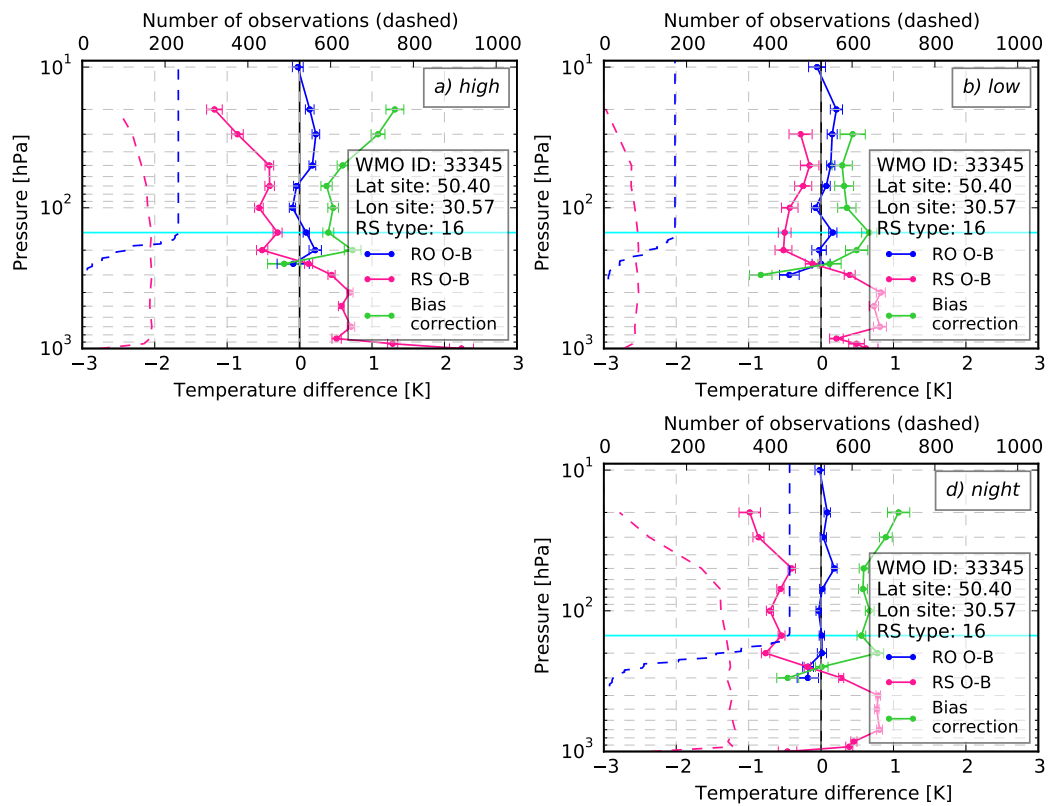 Number of observations (dashed)
0 200 400 600 800 1000
10¹
10²
10³
Pressure [hPa]
a) high
WMO ID: 33345
Lat site: 50.40
Lon site: 30.57
RS type: 16
RO O-B
RS O-B
Bias
correction
−3 −2 −1 0 1 2 3
Temperature difference [K]
Number of observations (dashed)
0 200 400 600 800 1000
10¹
10²
10³
Pressure [hPa]
b) low
WMO ID: 33345
Lat site: 50.40
Lon site: 30.57
RS type: 16
RO O-B
RS O-B
Bias
correction
−3 −2 −1 0 1 2 3
Temperature difference [K]
Number of observations (dashed)
0 200 400 600 800 1000
10¹
10²
10³
Pressure [hPa]
d) night
WMO ID: 33345
Lat site: 50.40
Lon site: 30.57
RS type: 16
RO O-B
RS O-B
Bias
correction
−3 −2 −1 0 1 2 3
Temperature difference [K]